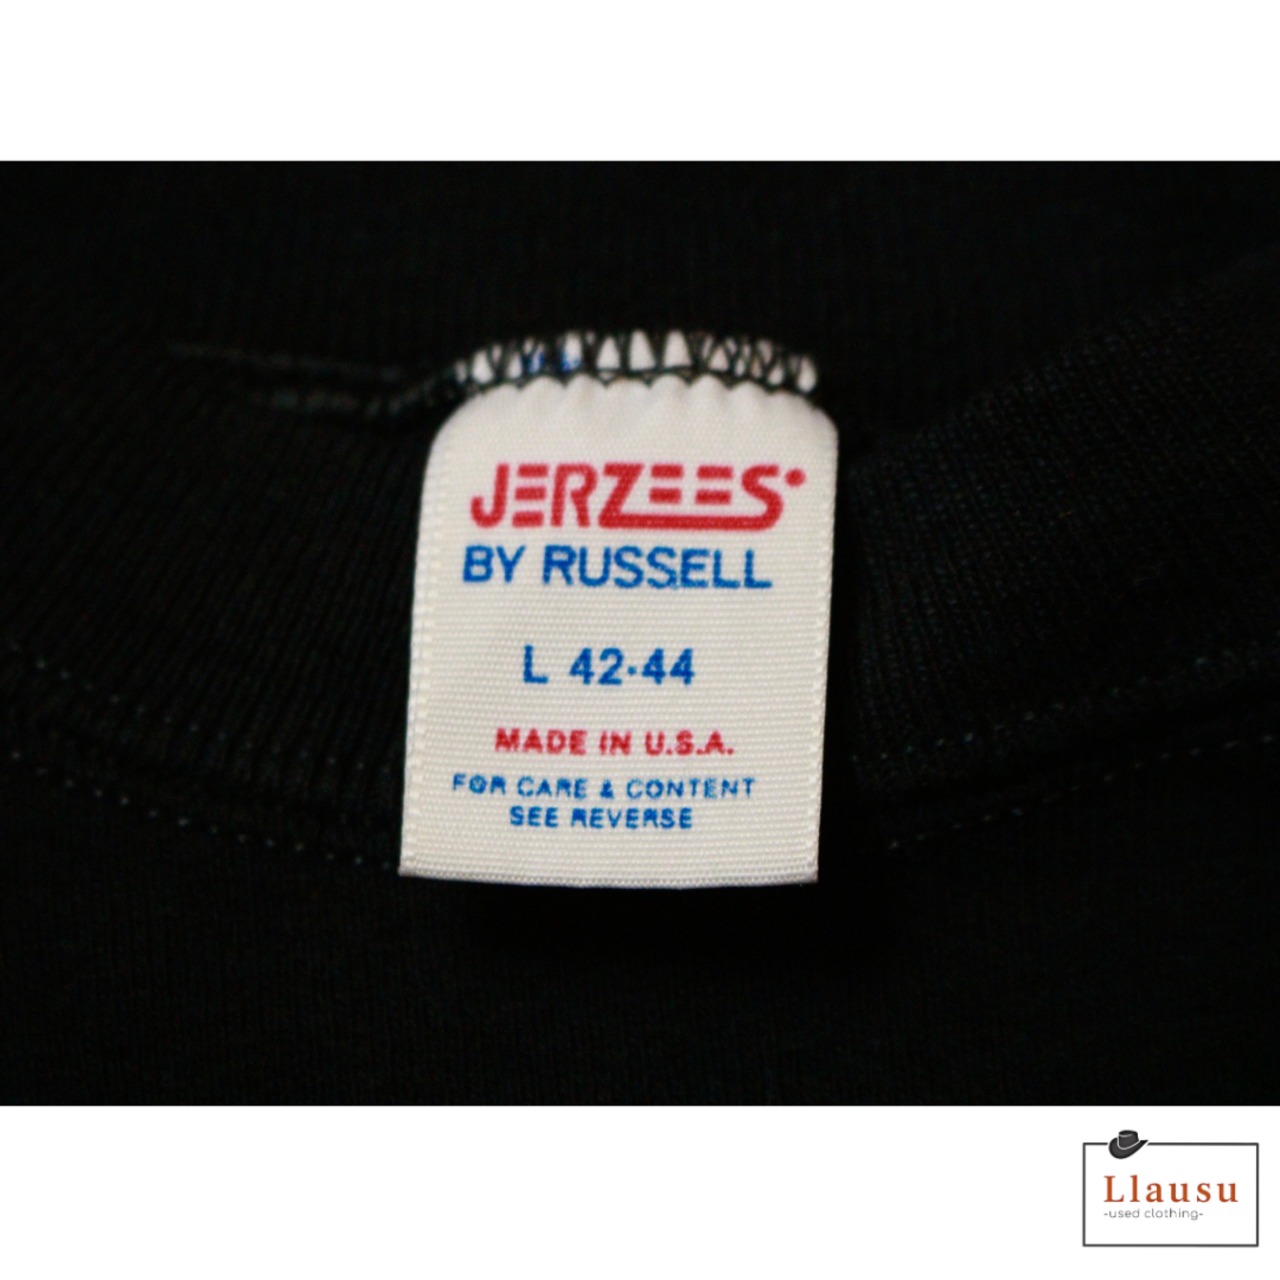 JERZEES
BY RUSSELL
L 42-44
MADE IN U.S.A.
FOR CARE & CONTENT
SEE REVERSE
Llausu
-used clothing-